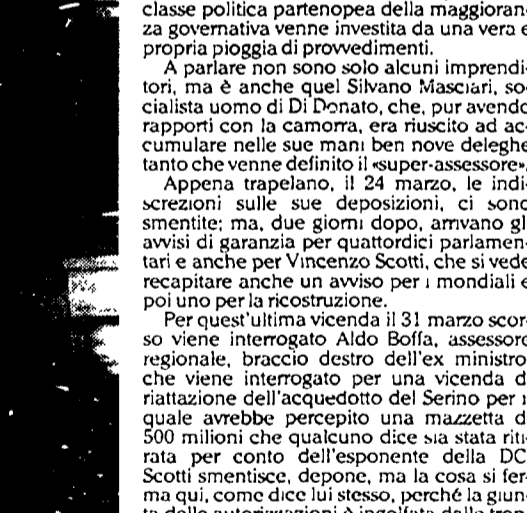 classe politica partenopea della maggioran-
za governativa venne investita da una vera e
propria pioggia di provvedimenti.
A parlare non sono solo alcuni imprendi-
tori, ma è anche quel Silvano Masciari, so-
cialista uomo di Di Donato, che, pur avendo
rapporti con la camorra, era riuscito ad ac-
cumulare nelle sue mani ben nove deleghe
tanto che venne definito il «super-assessore».
Appena trapelano, il 24 marzo, le indi-
screzioni sulle sue deposizioni, ci sono
smentite; ma, due giorni dopo, arrivano gl
avvisi di garanzia per quattordici parlamen-
tari e anche per Vincenzo Scotti, che si vede
recapitare anche un avviso per i mondiali e
poi uno per la ricostruzione.
Per quest'ultima vicenda il 31 marzo scor-
so viene interrogato Aldo Boffa, assessore
regionale, braccio destro dell'ex ministro,
che viene interrogato per una vicenda d
riattazione dell'acquedotto del Serino per i
quale avrebbe percepito una mazzetta d
500 milioni che qualcuno dice sia stata riti-
rata per conto dell'esponente della DC
Scotti smentisce, depone, ma la cosa si fer-
ma qui, come dice lui stesso, perché la giun-